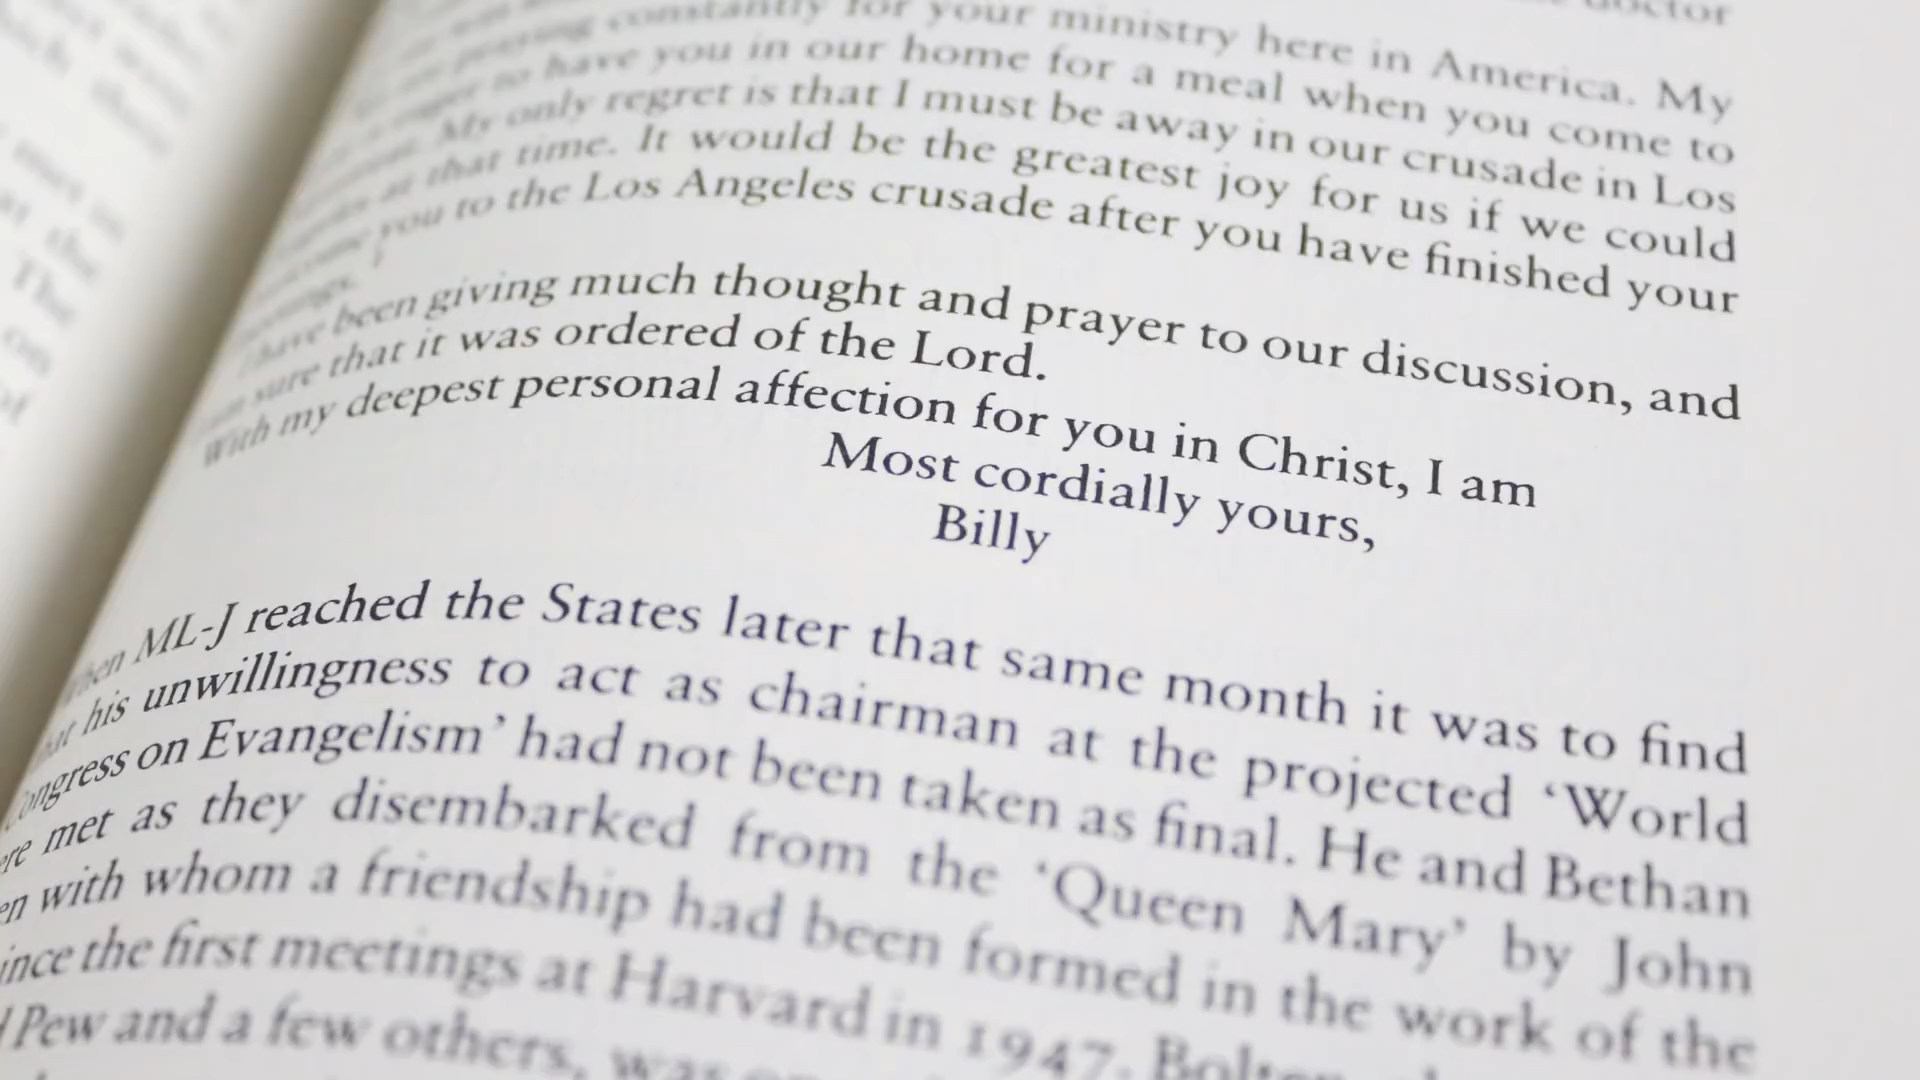 doctor
constantly for your ministry here in America. My
to have you in our home for a meal when you come to
My only regret is that I must be away in our crusade in Los
at that time. It would be the greatest joy for us if we could
you to the Los Angeles crusade after you have finished your
I have been giving much thought and prayer to our discussion, and
sure that it was ordered of the Lord.
With my deepest personal affection for you in Christ, I am
Most cordially yours,
Billy
When ML-J reached the States later that same month it was to find
that his unwillingness to act as chairman at the projected ‘World
Congress on Evangelism’ had not been taken as final. He and Bethan
were met as they disembarked from the ‘Queen Mary’ by John
with whom a friendship had been formed in the work of the
since the first meetings at Harvard in 1947.
Pew and a few others, was